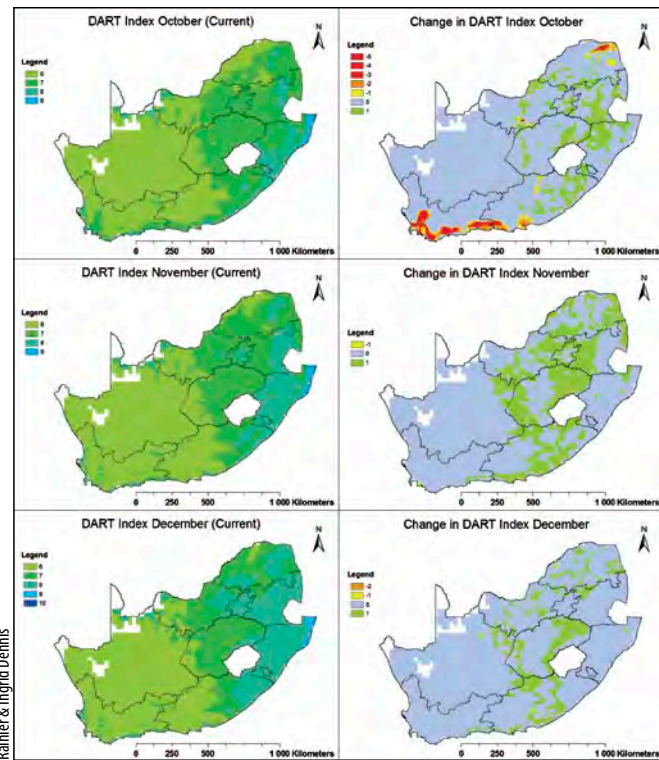 DART Index October (Current)
N
Legend
6
7
8
9
0 250 500 1 000 Kilometers
Change in DART Index October
N
Legend
-5
-4
-3
-2
-1
0
1
0 250 500 1 000 Kilometers
DART Index November (Current)
N
Legend
6
7
8
9
0 250 500 1 000 Kilometers
Change in DART Index November
N
Legend
-1
0
1
0 250 500 1 000 Kilometers
DART Index December (Current)
N
Legend
6
7
8
9
10
0 250 500 1 000 Kilometers
Change in DART Index December
N
Legend
-2
-1
0
1
0 250 500 1 000 Kilometers
Rainier & Ingrid Dennis